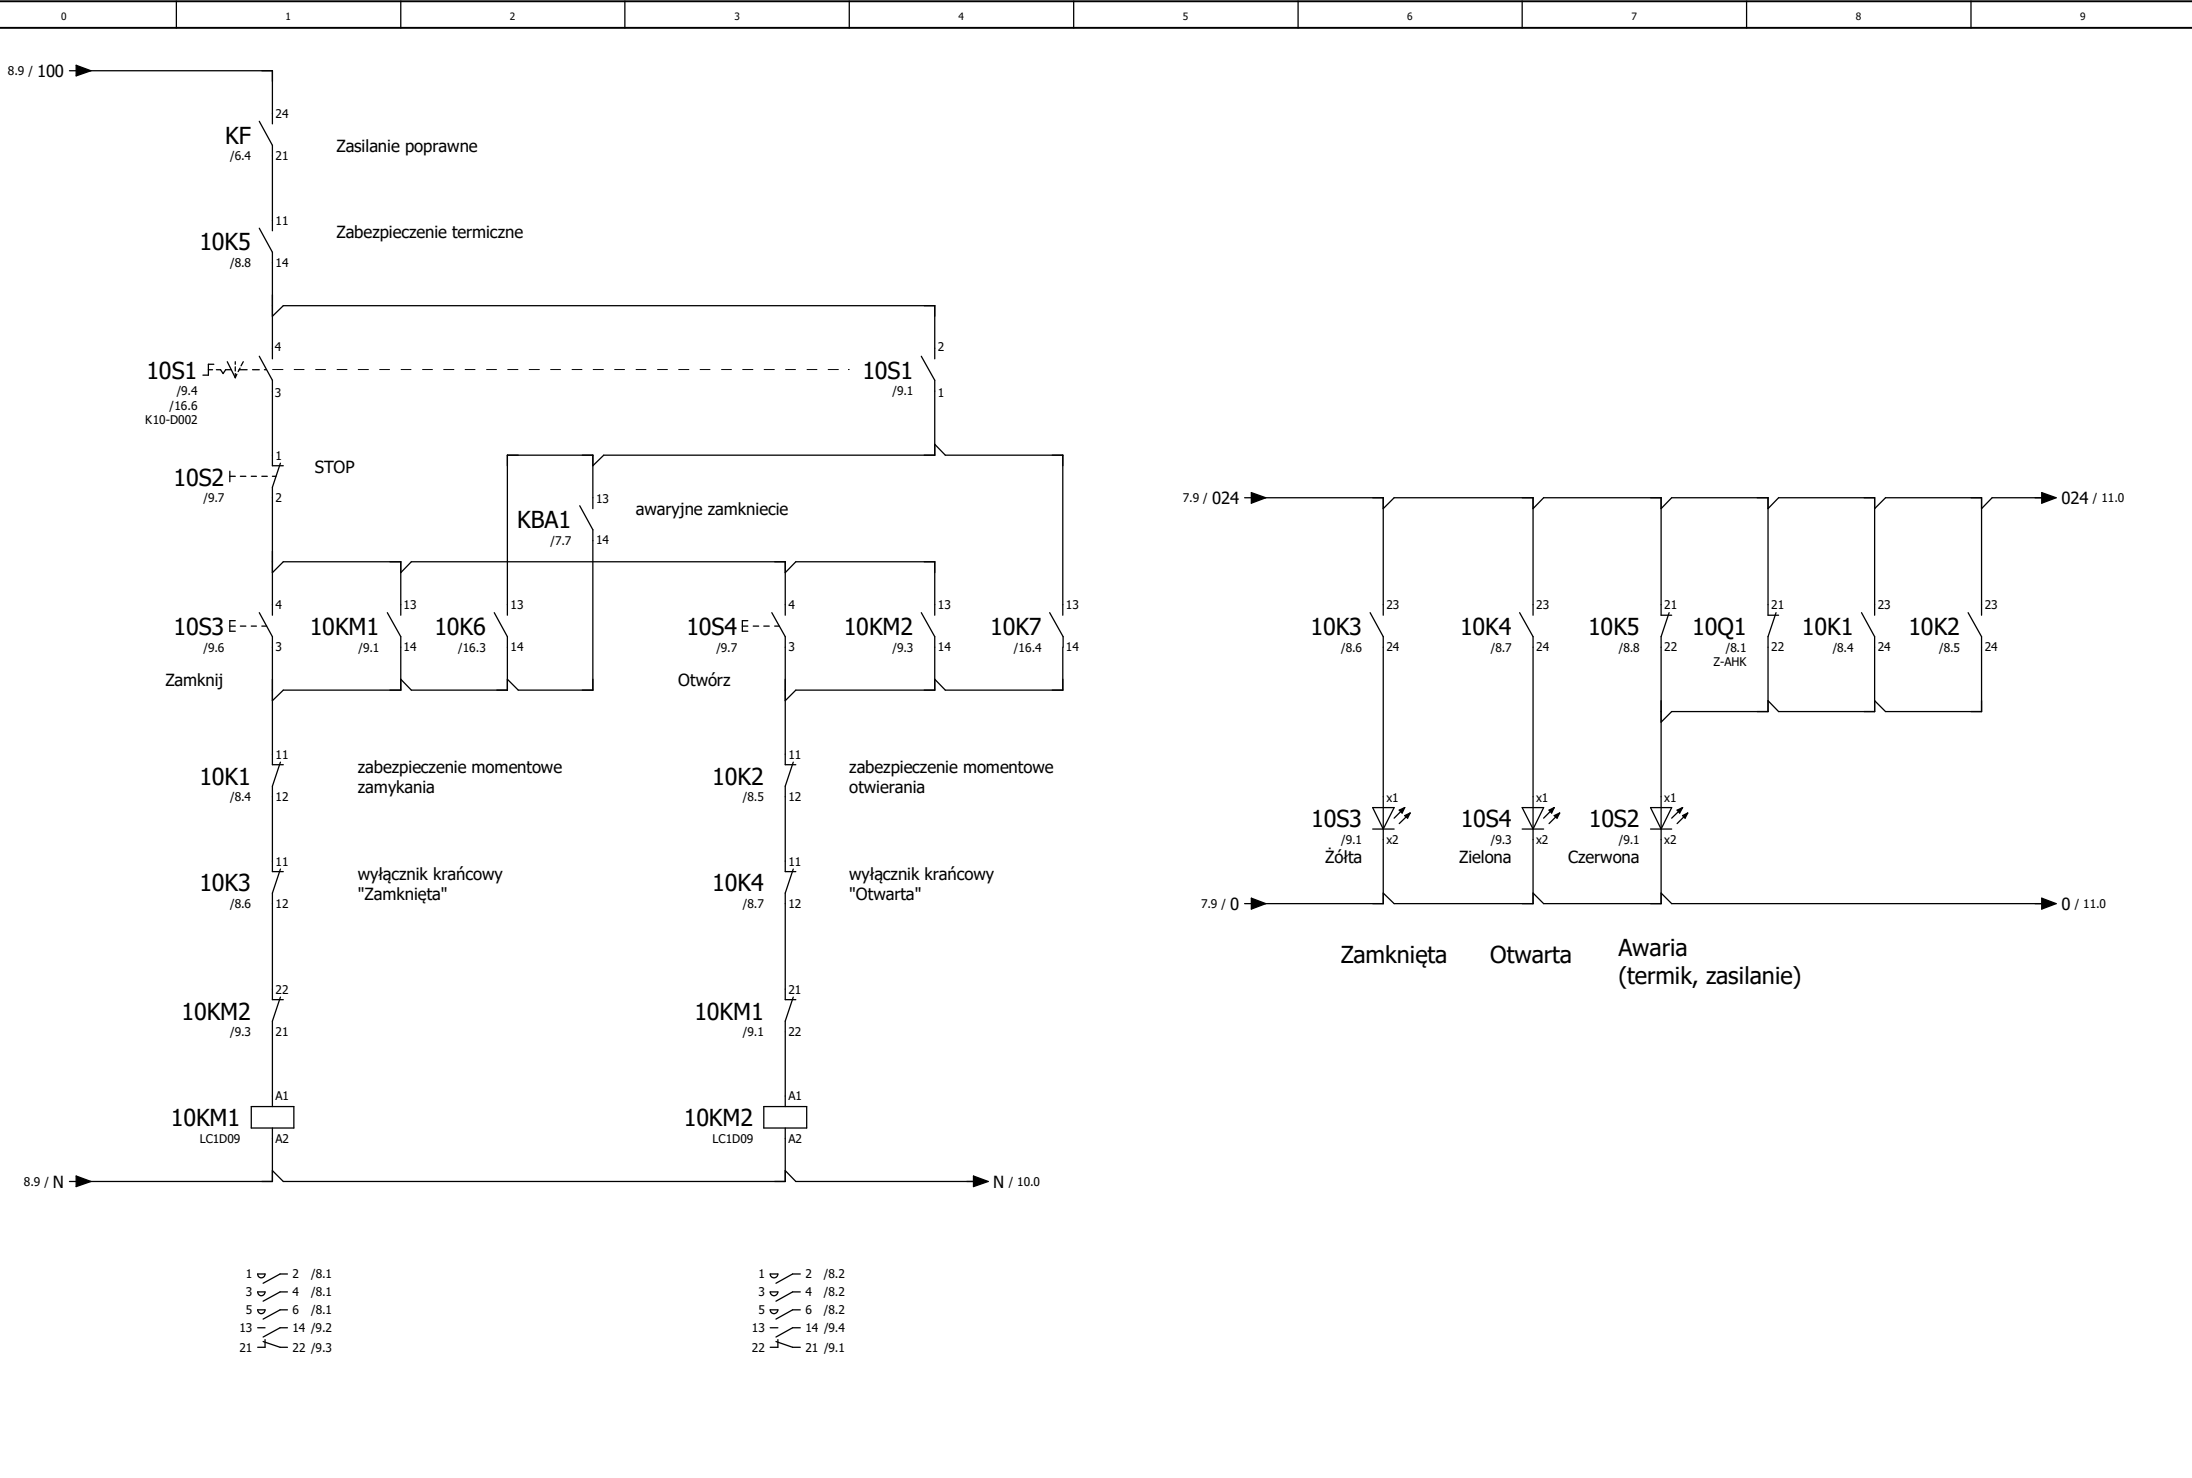 0 1 2 3 4 5 6 7 8 9
8.9 / 100
24
KF
/6.4
21
Zasilanie poprawne
11
10K5
/8.8
14
Zabezpieczenie termiczne
4
10S1
/9.4
/16.6
K10-D002
3
2
10S1
/9.1
1
1
10S2
/9.7
2
STOP
13
KBA1
/7.7
14
awaryjne zamkniecie
4
10S3
/9.6
3
Zamknij
13
10KM1
/9.1
14
13
10K6
/16.3
14
4
10S4
/9.7
3
Otwórz
13
10KM2
/9.3
14
13
10K7
/16.4
14
11
10K1
/8.4
12
zabezpieczenie momentowe
zamykania
11
10K2
/8.5
12
zabezpieczenie momentowe
otwierania
11
10K3
/8.6
12
wyłącznik krańcowy
"Zamknięta"
11
10K4
/8.7
12
wyłącznik krańcowy
"Otwarta"
22
10KM2
/9.3
21
21
10KM1
/9.1
22
A1
10KM1
LC1D09
A2
A1
10KM2
LC1D09
A2
8.9 / N
N / 10.0
1 2 /8.1
3 4 /8.1
5 6 /8.1
13 14 /9.2
21 22 /9.3
1 2 /8.2
3 4 /8.2
5 6 /8.2
13 14 /9.4
22 21 /9.1
7.9 / 024
024 / 11.0
23
10K3
/8.6
24
23
10K4
/8.7
24
21
10K5
/8.8
22
21
10Q1
/8.1
Z-AHK
22
23
10K1
/8.4
24
23
10K2
/8.5
24
x1
10S3
/9.1
x2
Żółta
x1
10S4
/9.3
x2
Zielona
x1
10S2
/9.1
x2
Czerwona
7.9 / 0
0 / 11.0
Zamknięta
Otwarta
Awaria
(termik, zasilanie)